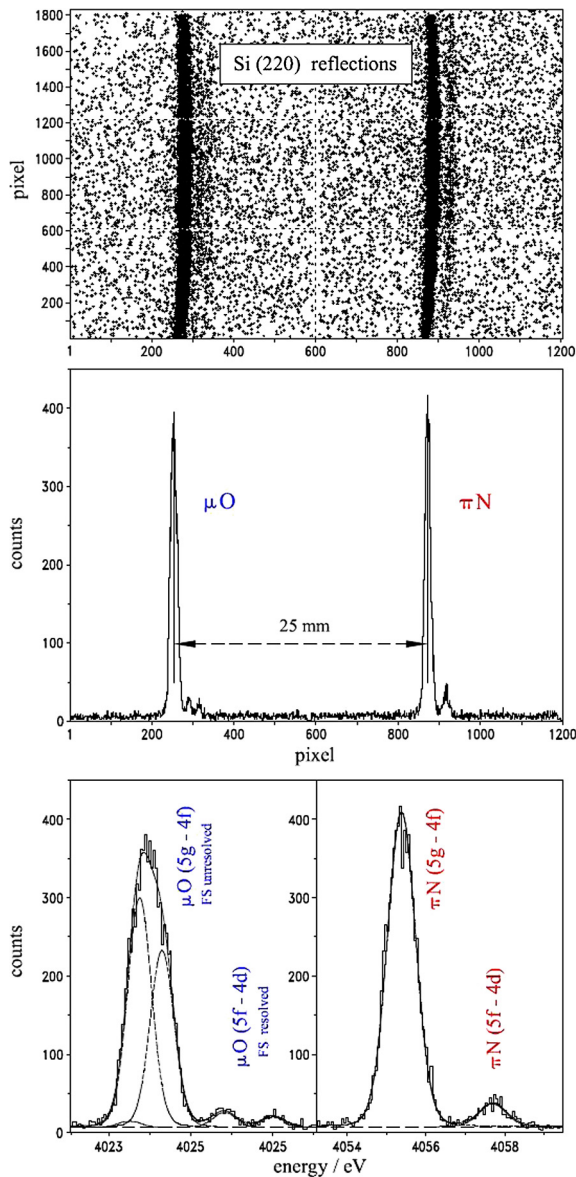 1800
1600
1400
1200
1000
800
600
400
200
pixel
Si (220) reflections
1 200 400 600 800 1000 1200
400
300
200
100
0
counts
μO
πN
25 mm
1 200 400 600 800 1000 1200
pixel
400
300
200
100
0
counts
μO (5g - 4f)
FS unresolved
μO (5f - 4d)
FS resolved
πN (5g - 4f)
πN (5f - 4d)
4023 4025 4025 4054 4056 4058
energy / eV